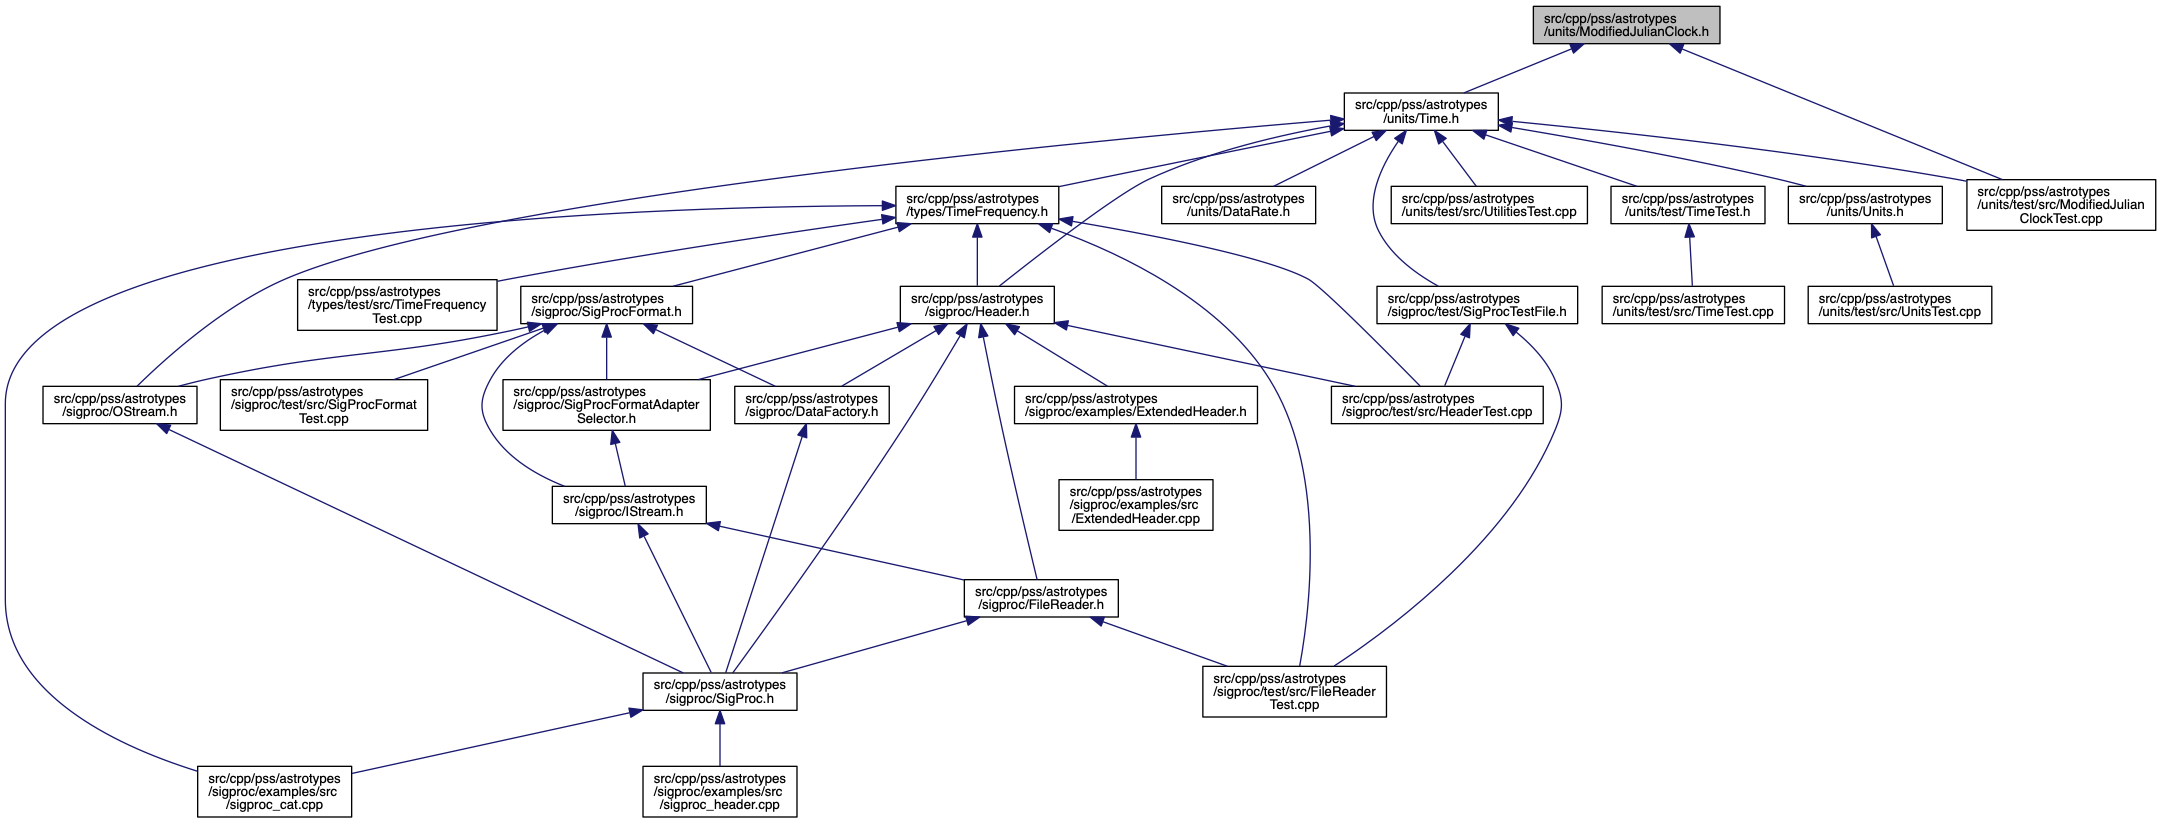 src/cpp/pss/astrotypes
/units/ModifiedJulianClock.h
src/cpp/pss/astrotypes
/units/Time.h
src/cpp/pss/astrotypes
/types/TimeFrequency.h
src/cpp/pss/astrotypes
/units/DataRate.h
src/cpp/pss/astrotypes
/units/test/src/UtilitiesTest.cpp
src/cpp/pss/astrotypes
/units/test/TimeTest.h
src/cpp/pss/astrotypes
/units/Units.h
src/cpp/pss/astrotypes
/units/test/src/ModifiedJulian
ClockTest.cpp
src/cpp/pss/astrotypes
/types/test/src/TimeFrequency
Test.cpp
src/cpp/pss/astrotypes
/sigproc/SigProcFormat.h
src/cpp/pss/astrotypes
/sigproc/Header.h
src/cpp/pss/astrotypes
/sigproc/test/SigProcTestFile.h
src/cpp/pss/astrotypes
/units/test/src/TimeTest.cpp
src/cpp/pss/astrotypes
/units/test/src/UnitsTest.cpp
src/cpp/pss/astrotypes
/sigproc/OStream.h
src/cpp/pss/astrotypes
/sigproc/test/src/SigProcFormat
Test.cpp
src/cpp/pss/astrotypes
/sigproc/SigProcFormatAdapter
Selector.h
src/cpp/pss/astrotypes
/sigproc/DataFactory.h
src/cpp/pss/astrotypes
/sigproc/examples/ExtendedHeader.h
src/cpp/pss/astrotypes
/sigproc/test/src/HeaderTest.cpp
src/cpp/pss/astrotypes
/sigproc/IStream.h
src/cpp/pss/astrotypes
/sigproc/examples/src
/ExtendedHeader.cpp
src/cpp/pss/astrotypes
/sigproc/FileReader.h
src/cpp/pss/astrotypes
/sigproc/SigProc.h
src/cpp/pss/astrotypes
/sigproc/test/src/FileReader
Test.cpp
src/cpp/pss/astrotypes
/sigproc/examples/src
/sigproc_cat.cpp
src/cpp/pss/astrotypes
/sigproc/examples/src
/sigproc_header.cpp